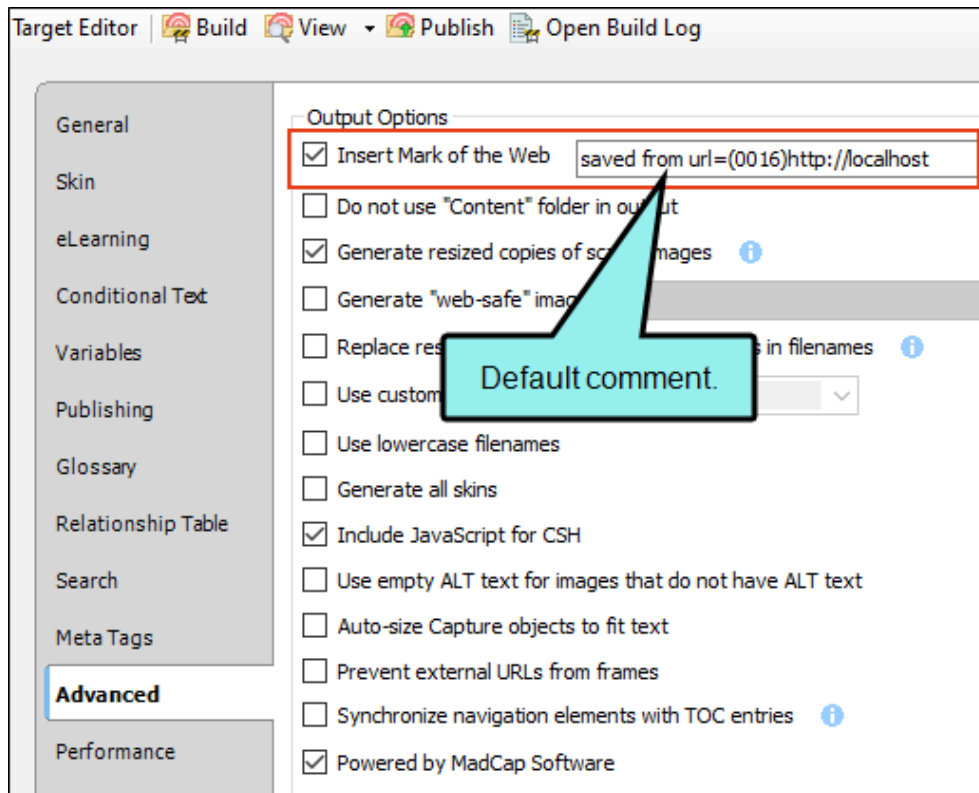 Target Editor Build View Publish Open Build Log
General
Skin
eLearning
Conditional Text
Variables
Publishing
Glossary
Relationship Table
Search
Meta Tags
Advanced
Performance
Output Options
Insert Mark of the Web saved from url=(0016)http://localhost
Do not use "Content" folder in output
Generate resized copies of images
Generate "web-safe"
Replace in filenames
Use custom
Default comment.
Use lowercase filenames
Generate all skins
Include JavaScript for CSH
Use empty ALT text for images that do not have ALT text
Auto-size Capture objects to fit text
Prevent external URLs from frames
Synchronize navigation elements with TOC entries
Powered by MadCap Software